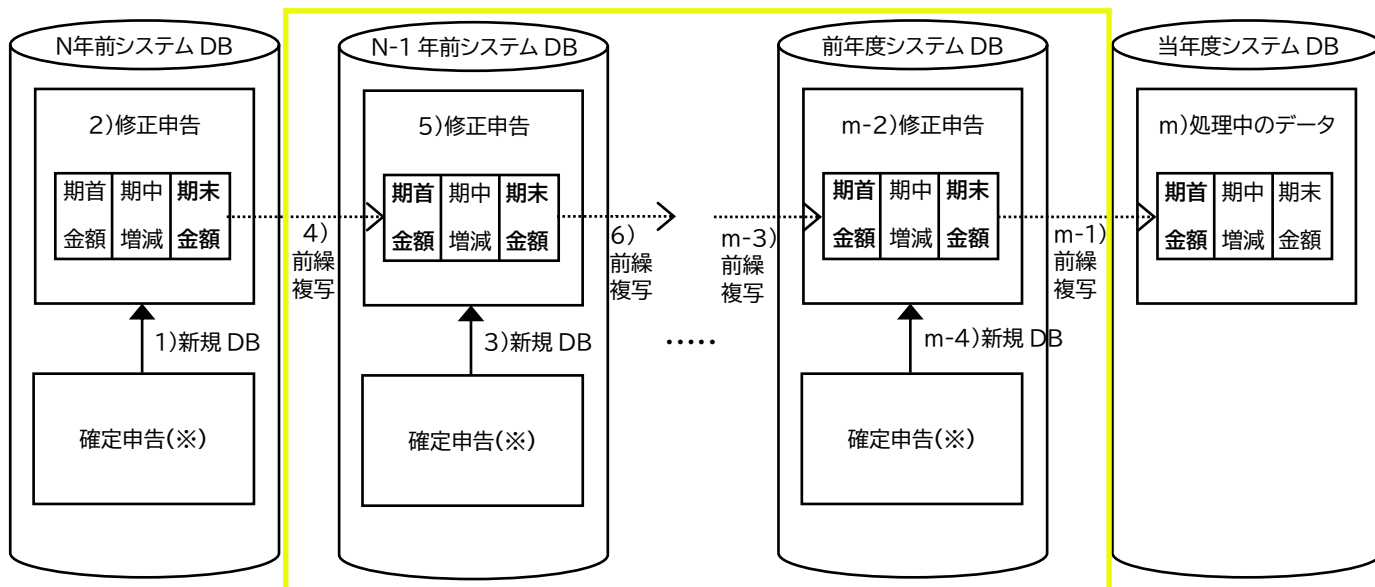 N年前システム DB
N-1 年前システム DB
前年度システム DB
当年度システム DB
2)修正申告
5)修正申告
m-2)修正申告
m)処理中のデータ
期首 期中 期末
金額 増減 金額
期首 期中 期末
金額 増減 金額
期首 期中 期末
金額 増減 金額
期首 期中 期末
金額 増減 金額
4)
前繰
複写
6)
前繰
複写
m-3)
前繰
複写
m-1)
前繰
複写
1)新規 DB
3)新規 DB
・・・・・
m-4)新規 DB
確定申告(※)
確定申告(※)
確定申告(※)